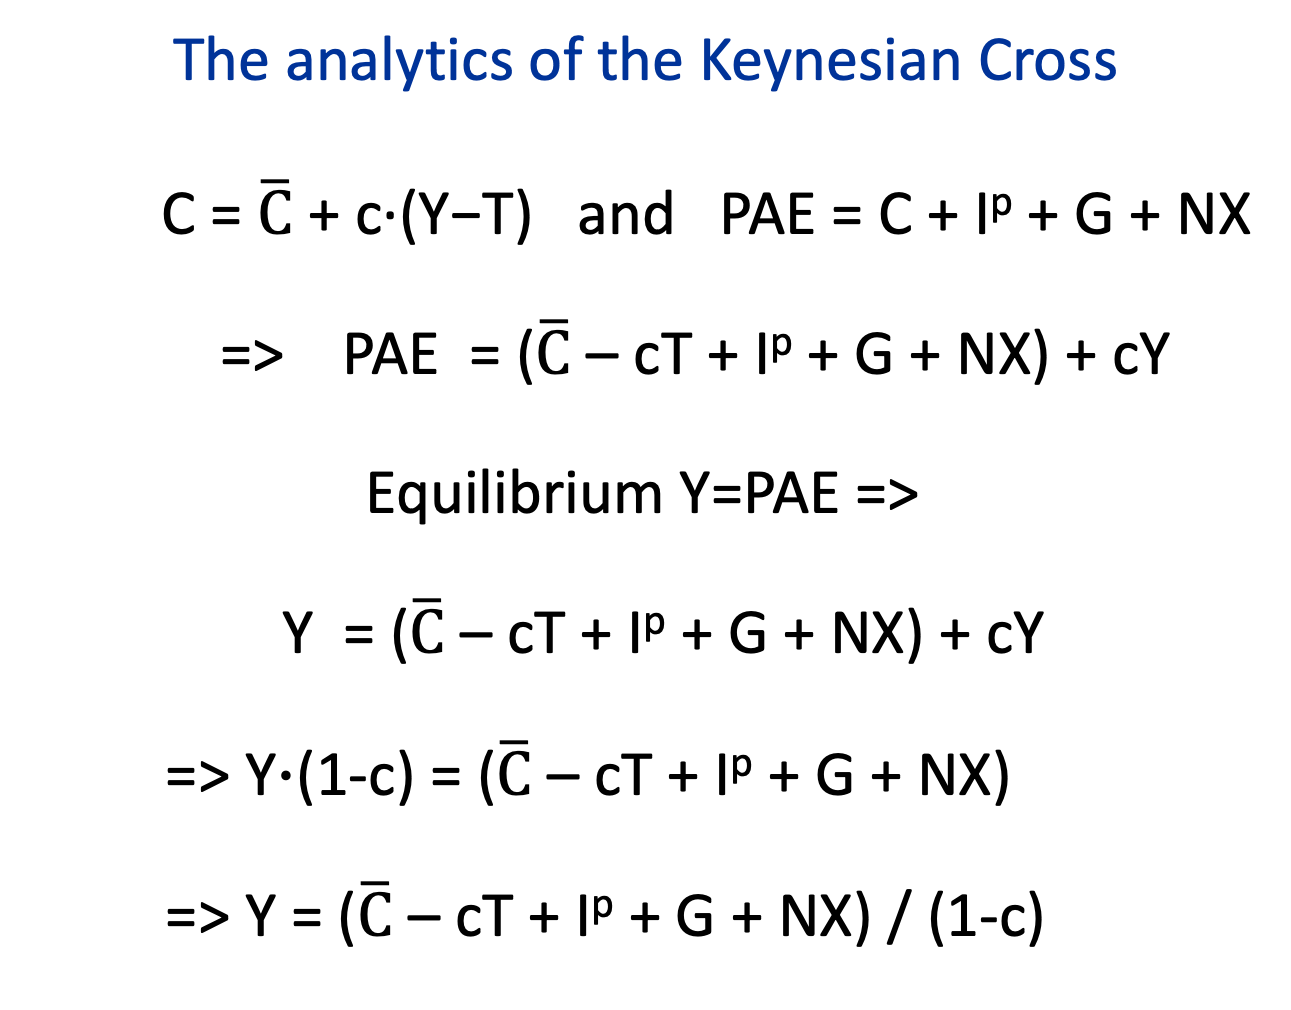 The analytics of the Keynesian Cross
C = C̅ + c·(Y–T) and PAE = C + Iᵖ + G + NX
=> PAE = (C̅ – cT + Iᵖ + G + NX) + cY
Equilibrium Y=PAE =>
Y = (C̅ – cT + Iᵖ + G + NX) + cY
=> Y·(1-c) = (C̅ – cT + Iᵖ + G + NX)
=> Y = (C̅ – cT + Iᵖ + G + NX) / (1-c)